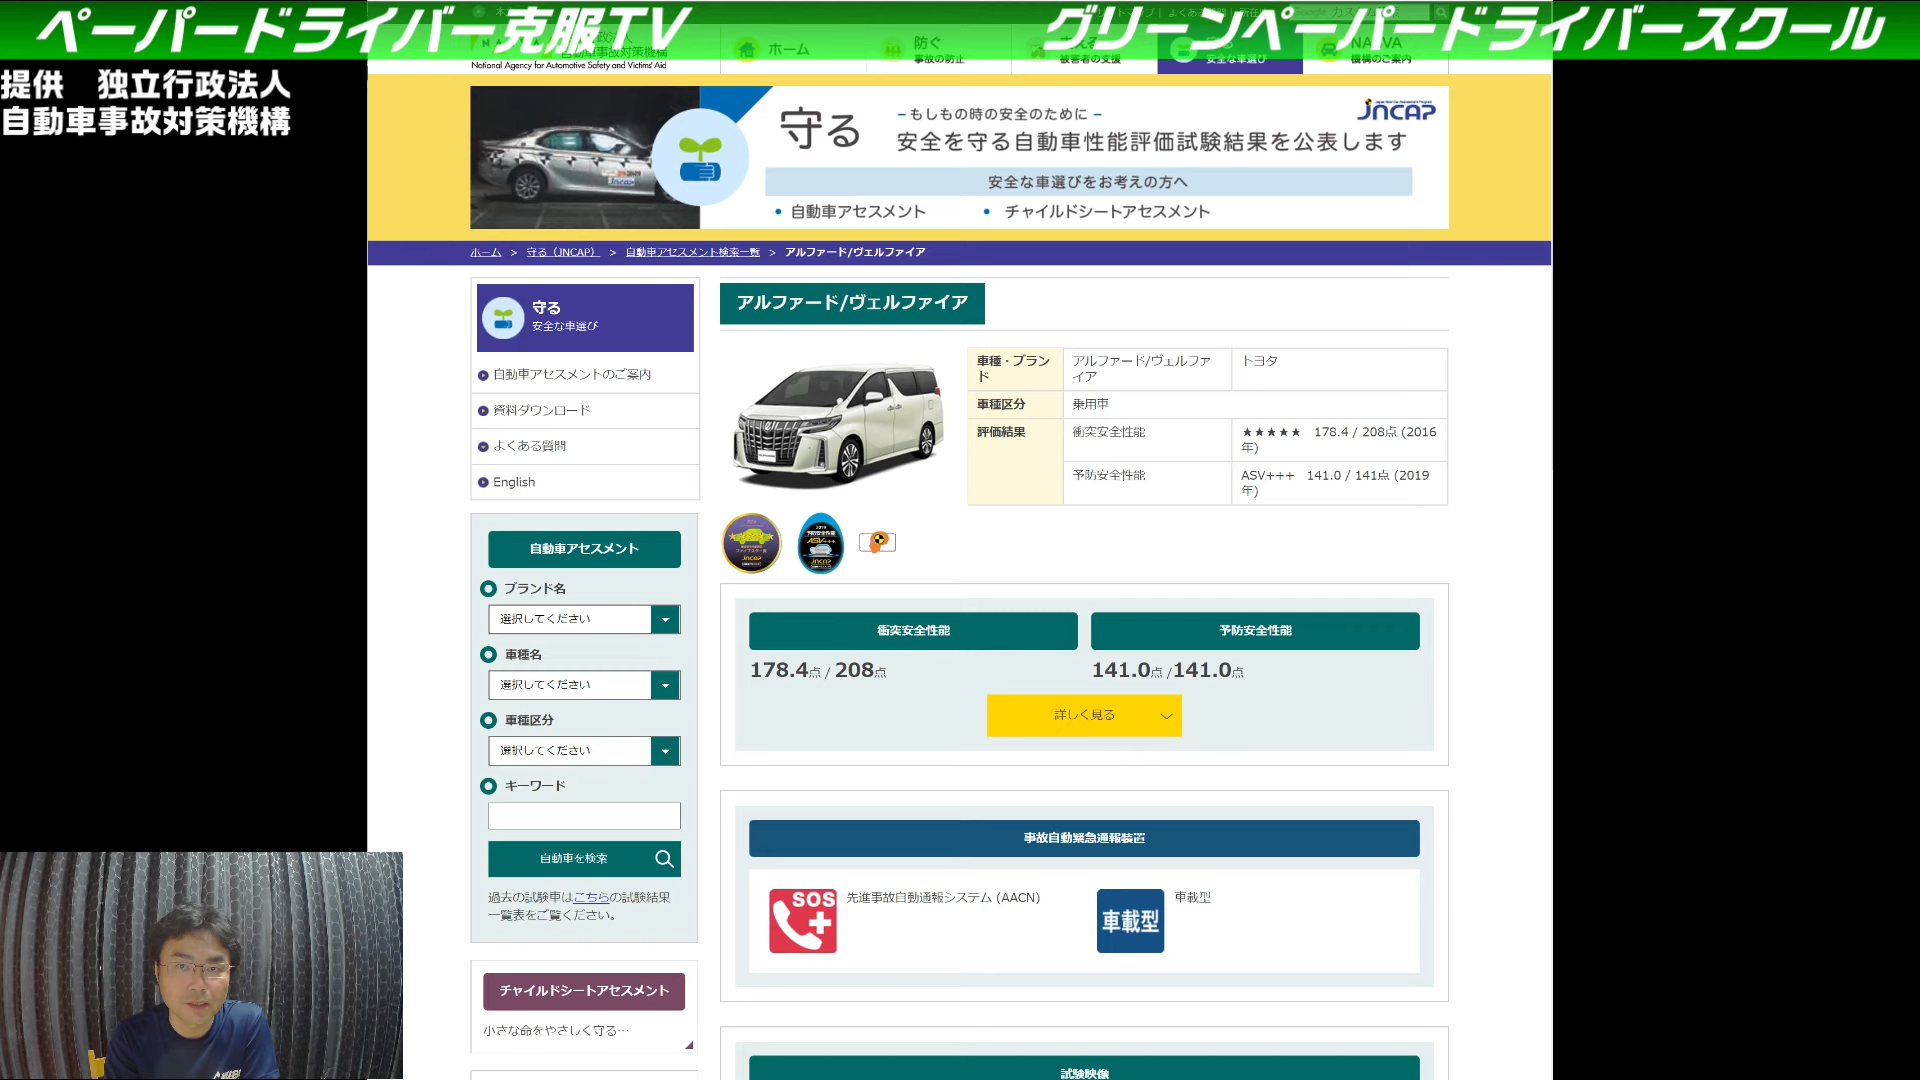 ペーパードライバー克服TV
グリーンペーパードライバースクール
提供　独立行政法人
自動車事故対策機構
自動車事故対策機構
National Agency for Automotive Safety and Victims' Aid
ホーム
防ぐ
事故の防止
支える
被害者の支援
安全な車選び
NASVA
機構のご案内
守る
－もしもの時の安全のために－
安全を守る自動車性能評価試験結果を公表します
JNCAP
安全な車選びをお考えの方へ
• 自動車アセスメント
• チャイルドシートアセスメント
ホーム > 守る（JNCAP） > 自動車アセスメント検索一覧 > アルファード/ヴェルファイア
守る
安全な車選び
自動車アセスメントのご案内
資料ダウンロード
よくある質問
English
自動車アセスメント
ブランド名
選択してください
車種名
選択してください
車種区分
選択してください
キーワード
自動車を検索
過去の試験車はこちらの試験結果
一覧表をご覧ください。
チャイルドシートアセスメント
小さな命をやさしく守る…
アルファード/ヴェルファイア
車種・ブランド
アルファード/ヴェルファイア
トヨタ
車種区分
乗用車
評価結果
衝突安全性能
★★★★★ 178.4 / 208点 (2016年)
予防安全性能
ASV+++ 141.0 / 141点 (2019年)
衝突安全性能
178.4点 / 208点
予防安全性能
141.0点 /141.0点
詳しく見る
事故自動緊急通報装置
SOS
先進事故自動通報システム (AACN)
車載型
車載型
試験映像